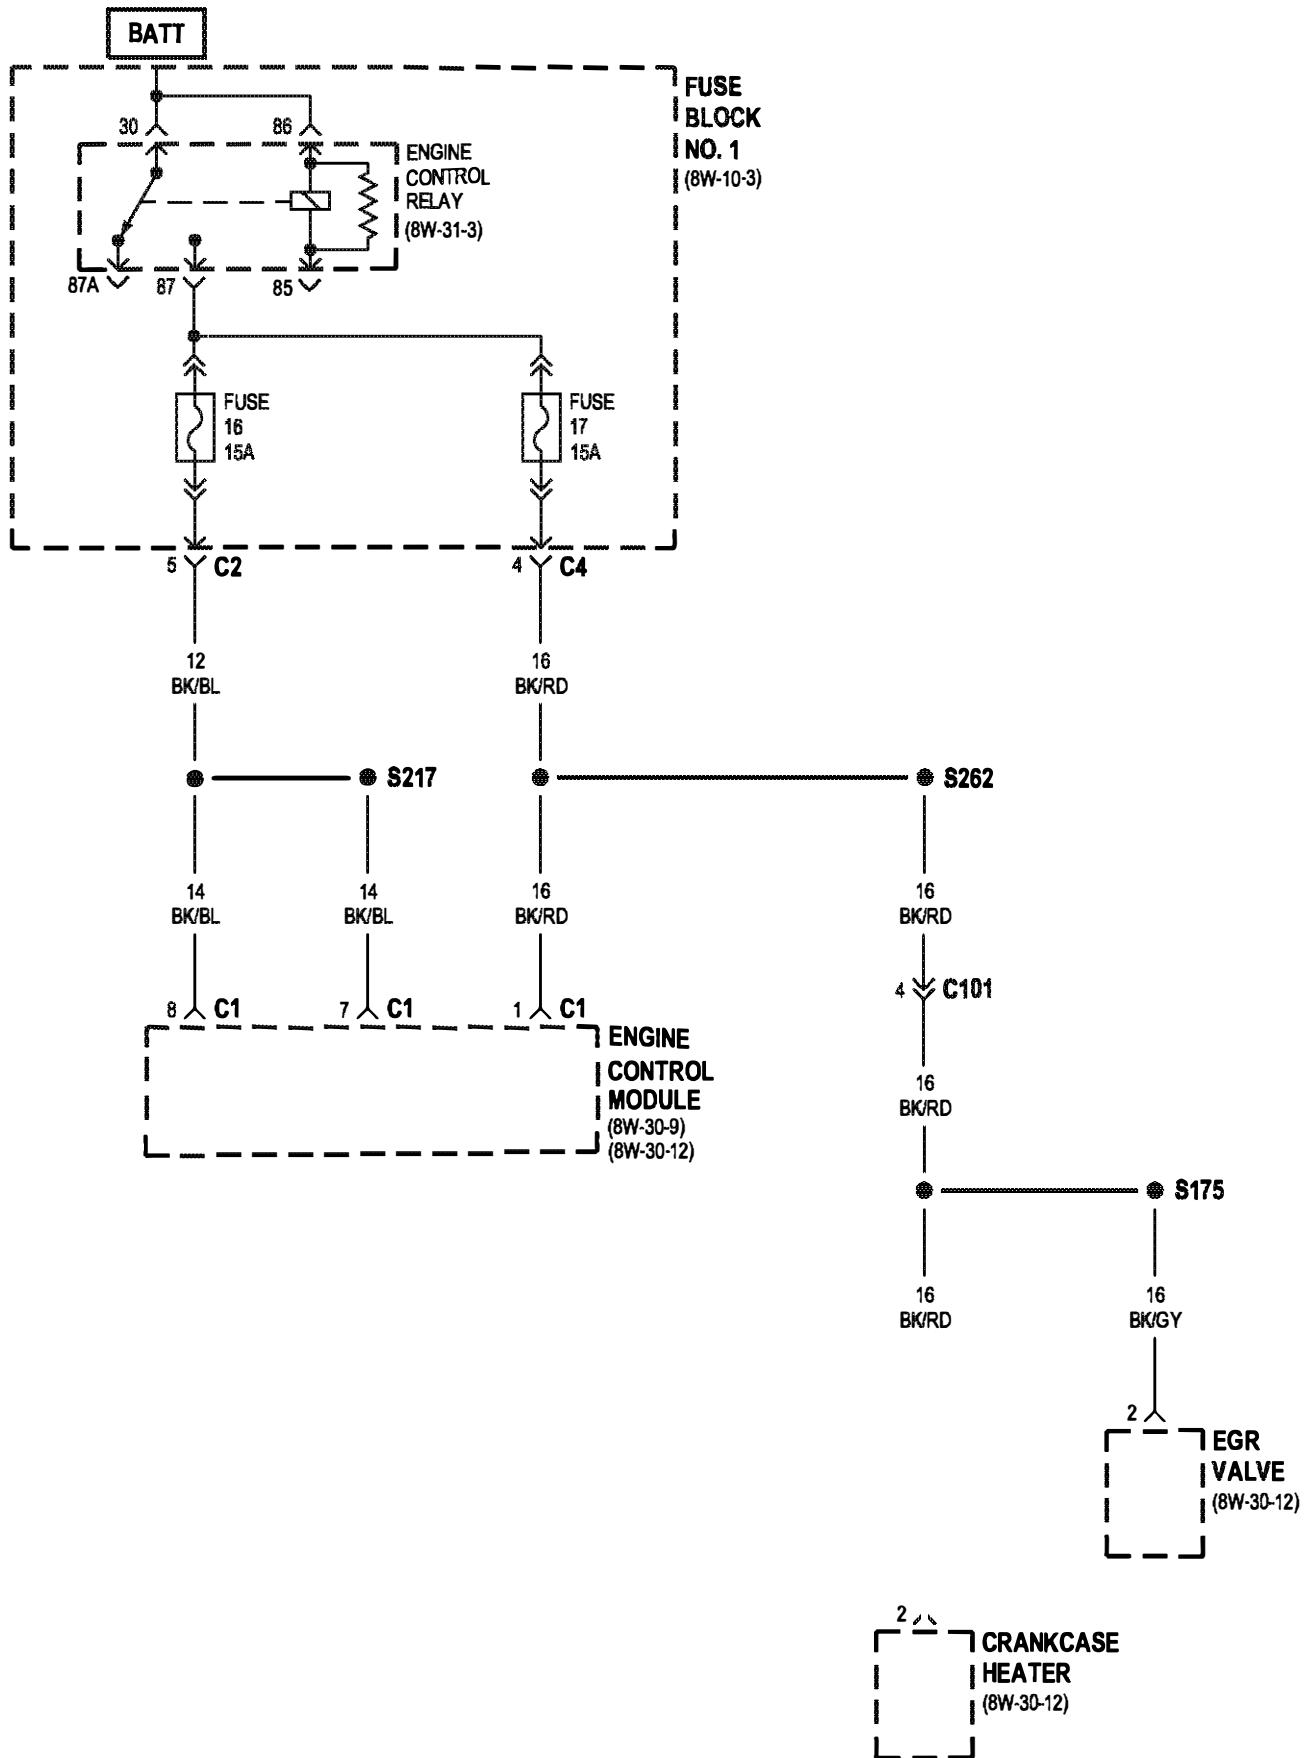 BATT
FUSE
BLOCK
NO. 1
(8W-10-3)
30
86
ENGINE
CONTROL
RELAY
(8W-31-3)
87A
87
85
FUSE
16
15A
FUSE
17
15A
5
C2
4
C4
12
BK/BL
16
BK/RD
S217
S262
14
BK/BL
14
BK/BL
16
BK/RD
16
BK/RD
4
C101
8
C1
7
C1
1
C1
ENGINE
CONTROL
MODULE
(8W-30-9)
(8W-30-12)
16
BK/RD
S175
16
BK/RD
16
BK/GY
2
EGR
VALVE
(8W-30-12)
2
CRANKCASE
HEATER
(8W-30-12)